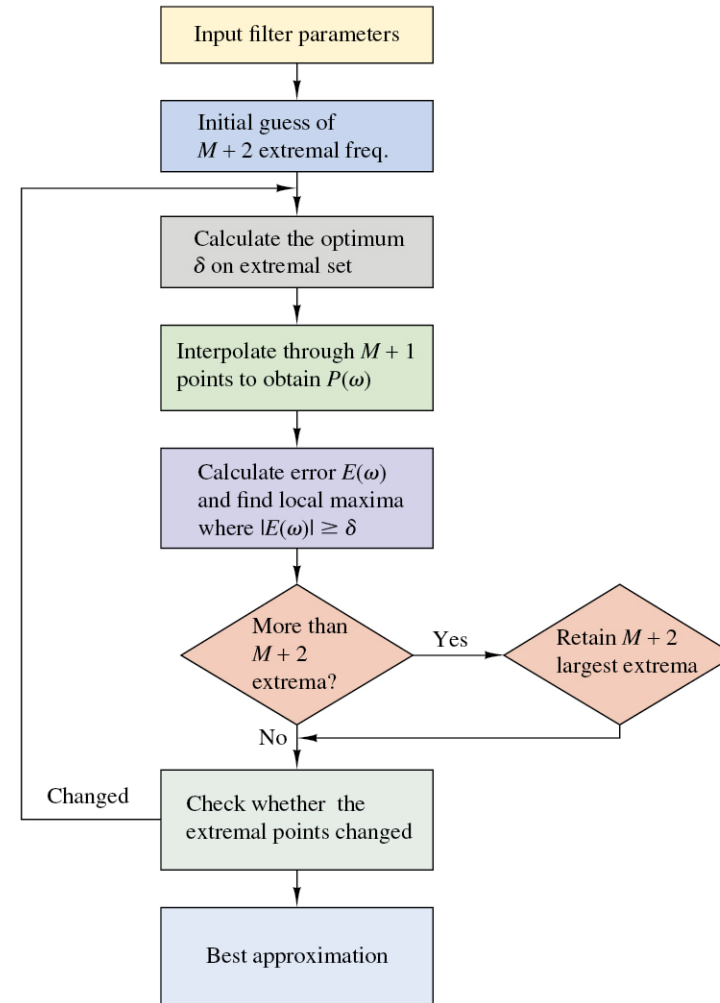 Input filter parameters
Initial guess of
M + 2 extremal freq.
Calculate the optimum
δ on extremal set
Interpolate through M + 1
points to obtain P(ω)
Calculate error E(ω)
and find local maxima
where |E(ω)| ≥ δ
More than
M + 2
extrema?
Yes
Retain M + 2
largest extrema
No
Changed
Check whether the
extremal points changed
Best approximation